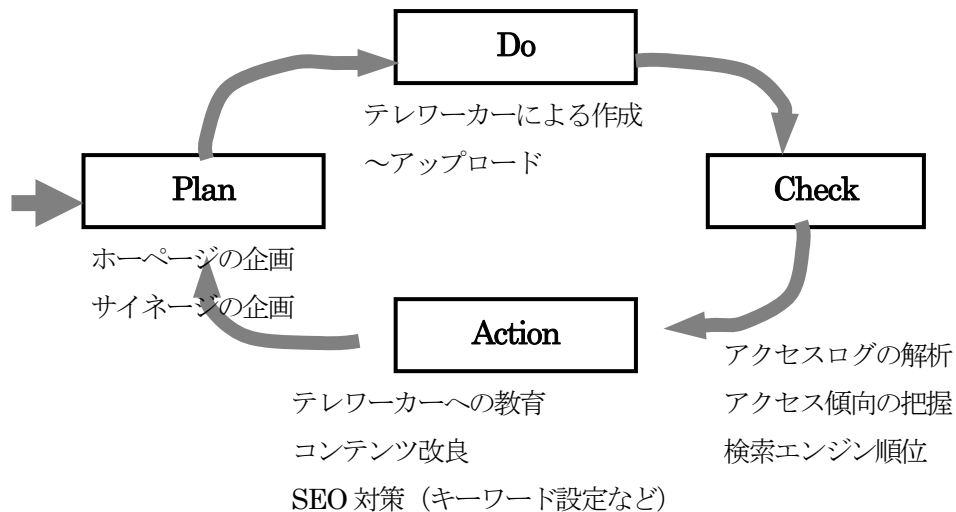 Do
テレワーカーによる作成
～アップロード
Plan
ホーページの企画
サイネージの企画
Check
アクセスログの解析
アクセス傾向の把握
検索エンジン順位
Action
テレワーカーへの教育
コンテンツ改良
SEO 対策（キーワード設定など）